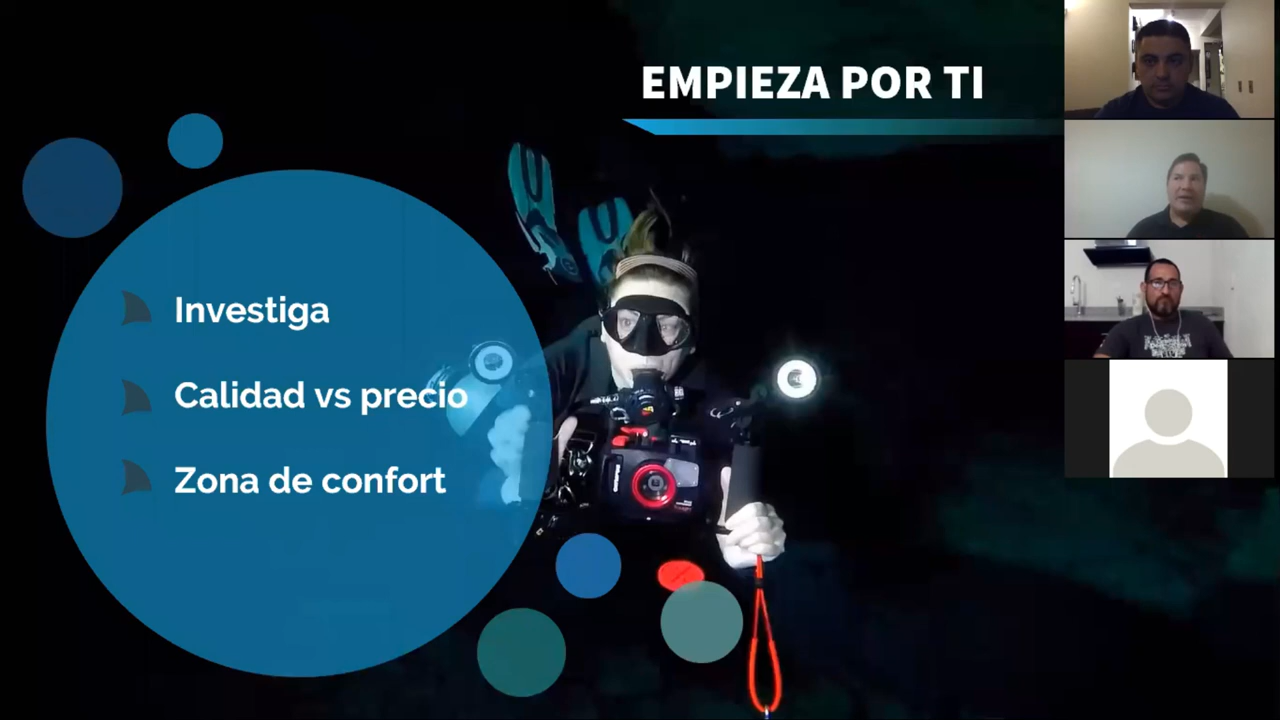 EMPIEZA POR TI
Investiga
Calidad vs precio
Zona de confort